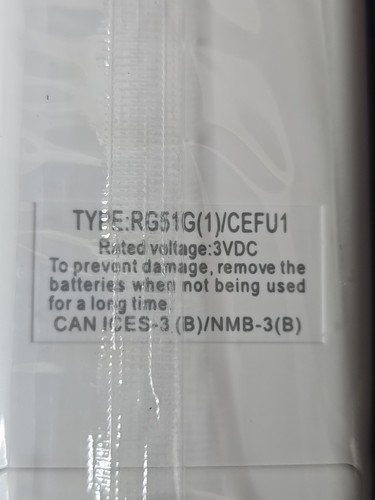 TYPE:RG51G(1)/CEFU1
Rated voltage:3VDC
To prevent damage, remove the
batteries when not being used
for a long time.
CAN ICES-3 (B)/NMB-3(B)